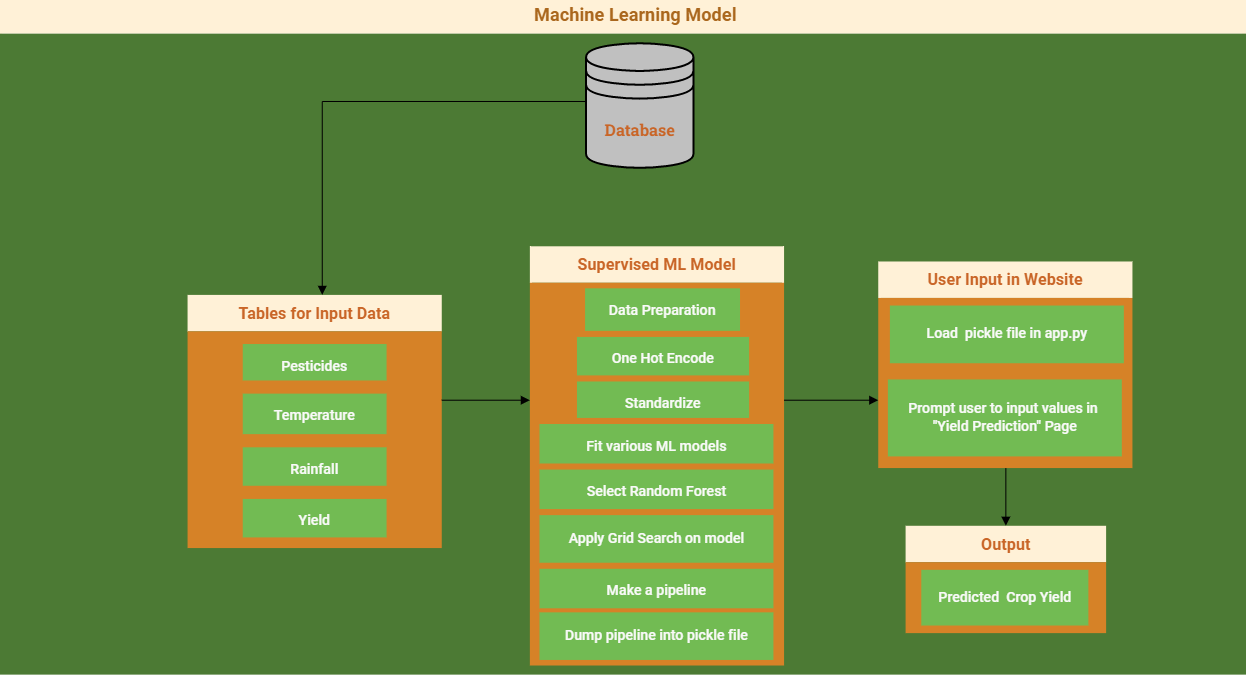 Machine Learning Model
Database
Tables for Input Data
Pesticides
Temperature
Rainfall
Yield
Supervised ML Model
Data Preparation
One Hot Encode
Standardize
Fit various ML models
Select Random Forest
Apply Grid Search on model
Make a pipeline
Dump pipeline into pickle file
User Input in Website
Load  pickle file in app.py
Prompt user to input values in
"Yield Prediction" Page
Output
Predicted  Crop Yield